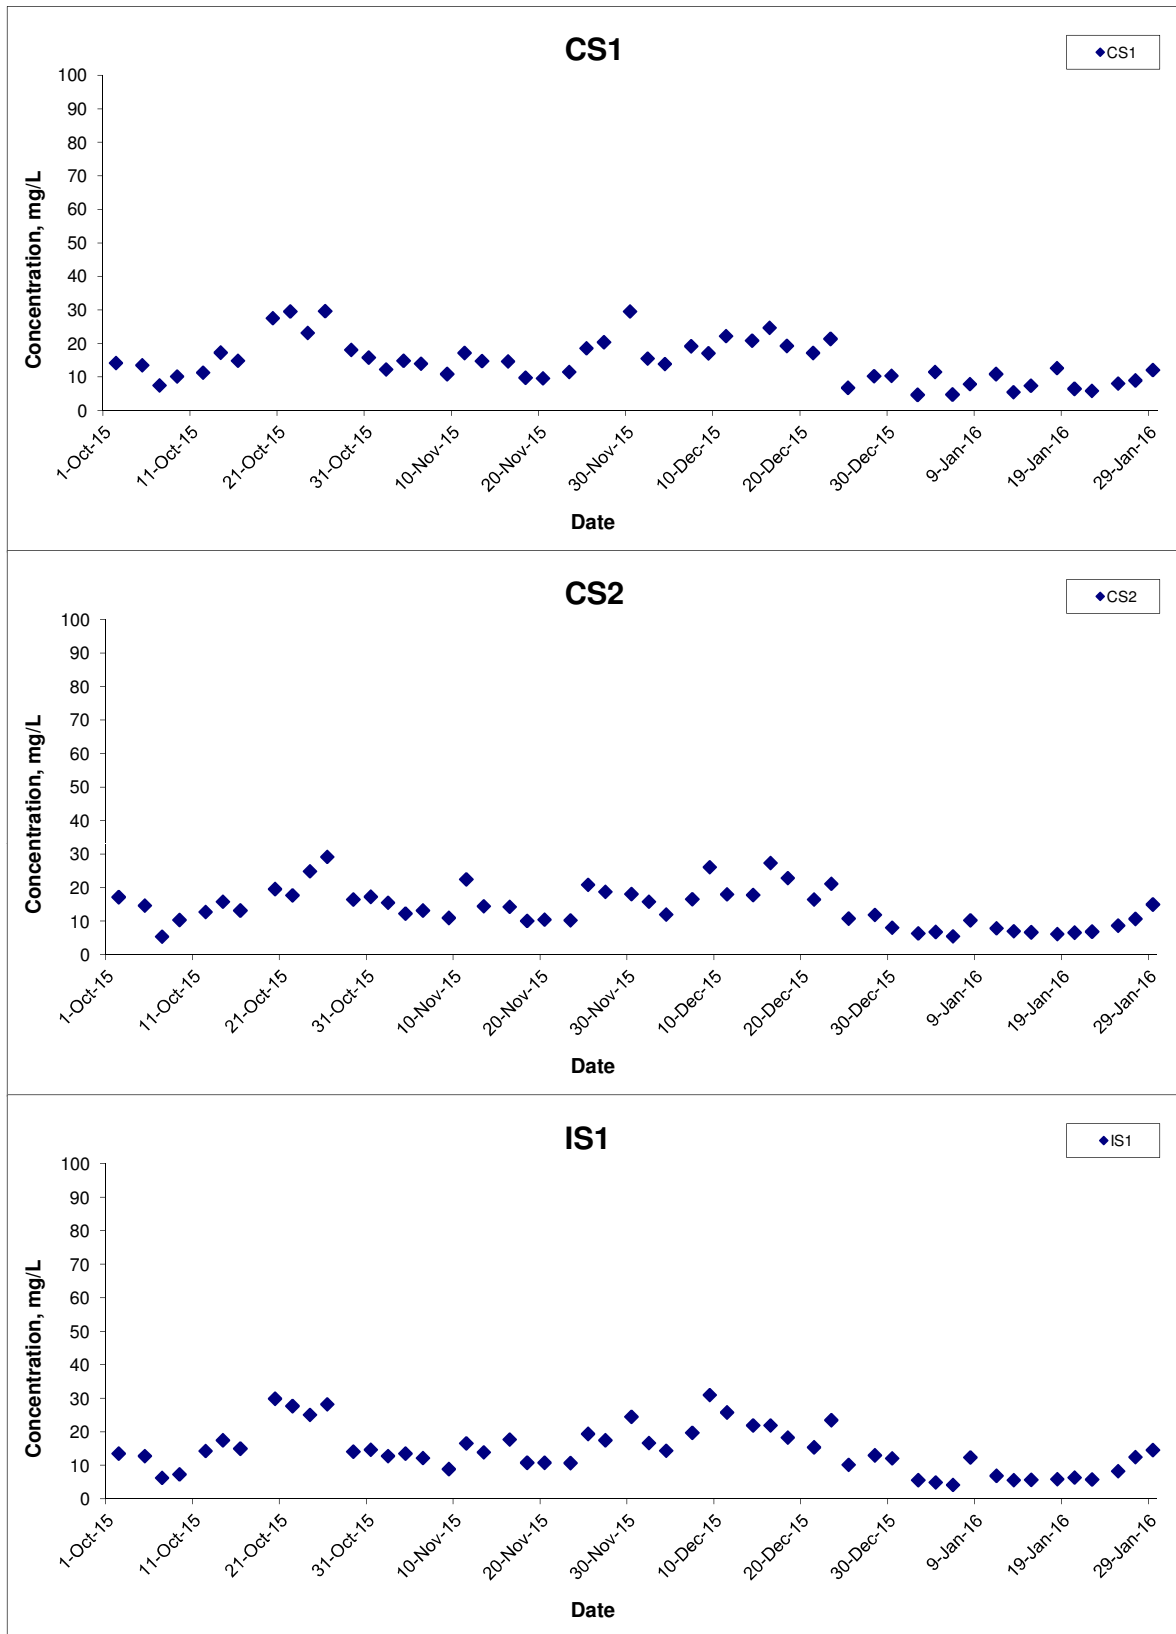 CS1
CS1
100
90
80
70
60
50
40
30
20
10
0
Concentration, mg/L
1-Oct-15
11-Oct-15
21-Oct-15
31-Oct-15
10-Nov-15
20-Nov-15
30-Nov-15
10-Dec-15
20-Dec-15
30-Dec-15
9-Jan-16
19-Jan-16
29-Jan-16
Date
CS2
CS2
100
90
80
70
60
50
40
30
20
10
0
Concentration, mg/L
1-Oct-15
11-Oct-15
21-Oct-15
31-Oct-15
10-Nov-15
20-Nov-15
30-Nov-15
10-Dec-15
20-Dec-15
30-Dec-15
9-Jan-16
19-Jan-16
29-Jan-16
Date
IS1
IS1
100
90
80
70
60
50
40
30
20
10
0
Concentration, mg/L
1-Oct-15
11-Oct-15
21-Oct-15
31-Oct-15
10-Nov-15
20-Nov-15
30-Nov-15
10-Dec-15
20-Dec-15
30-Dec-15
9-Jan-16
19-Jan-16
29-Jan-16
Date